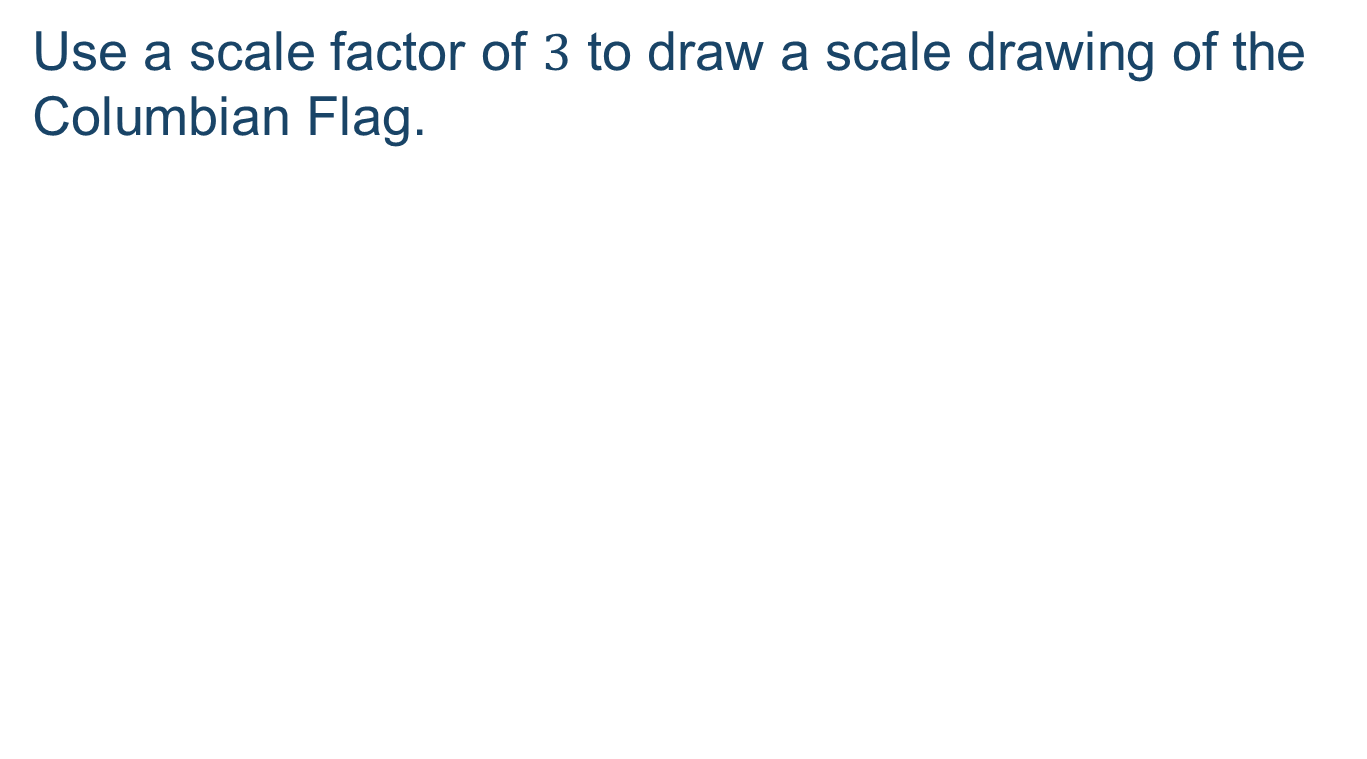 Use a scale factor of 3 to draw a scale drawing of the
Columbian Flag.